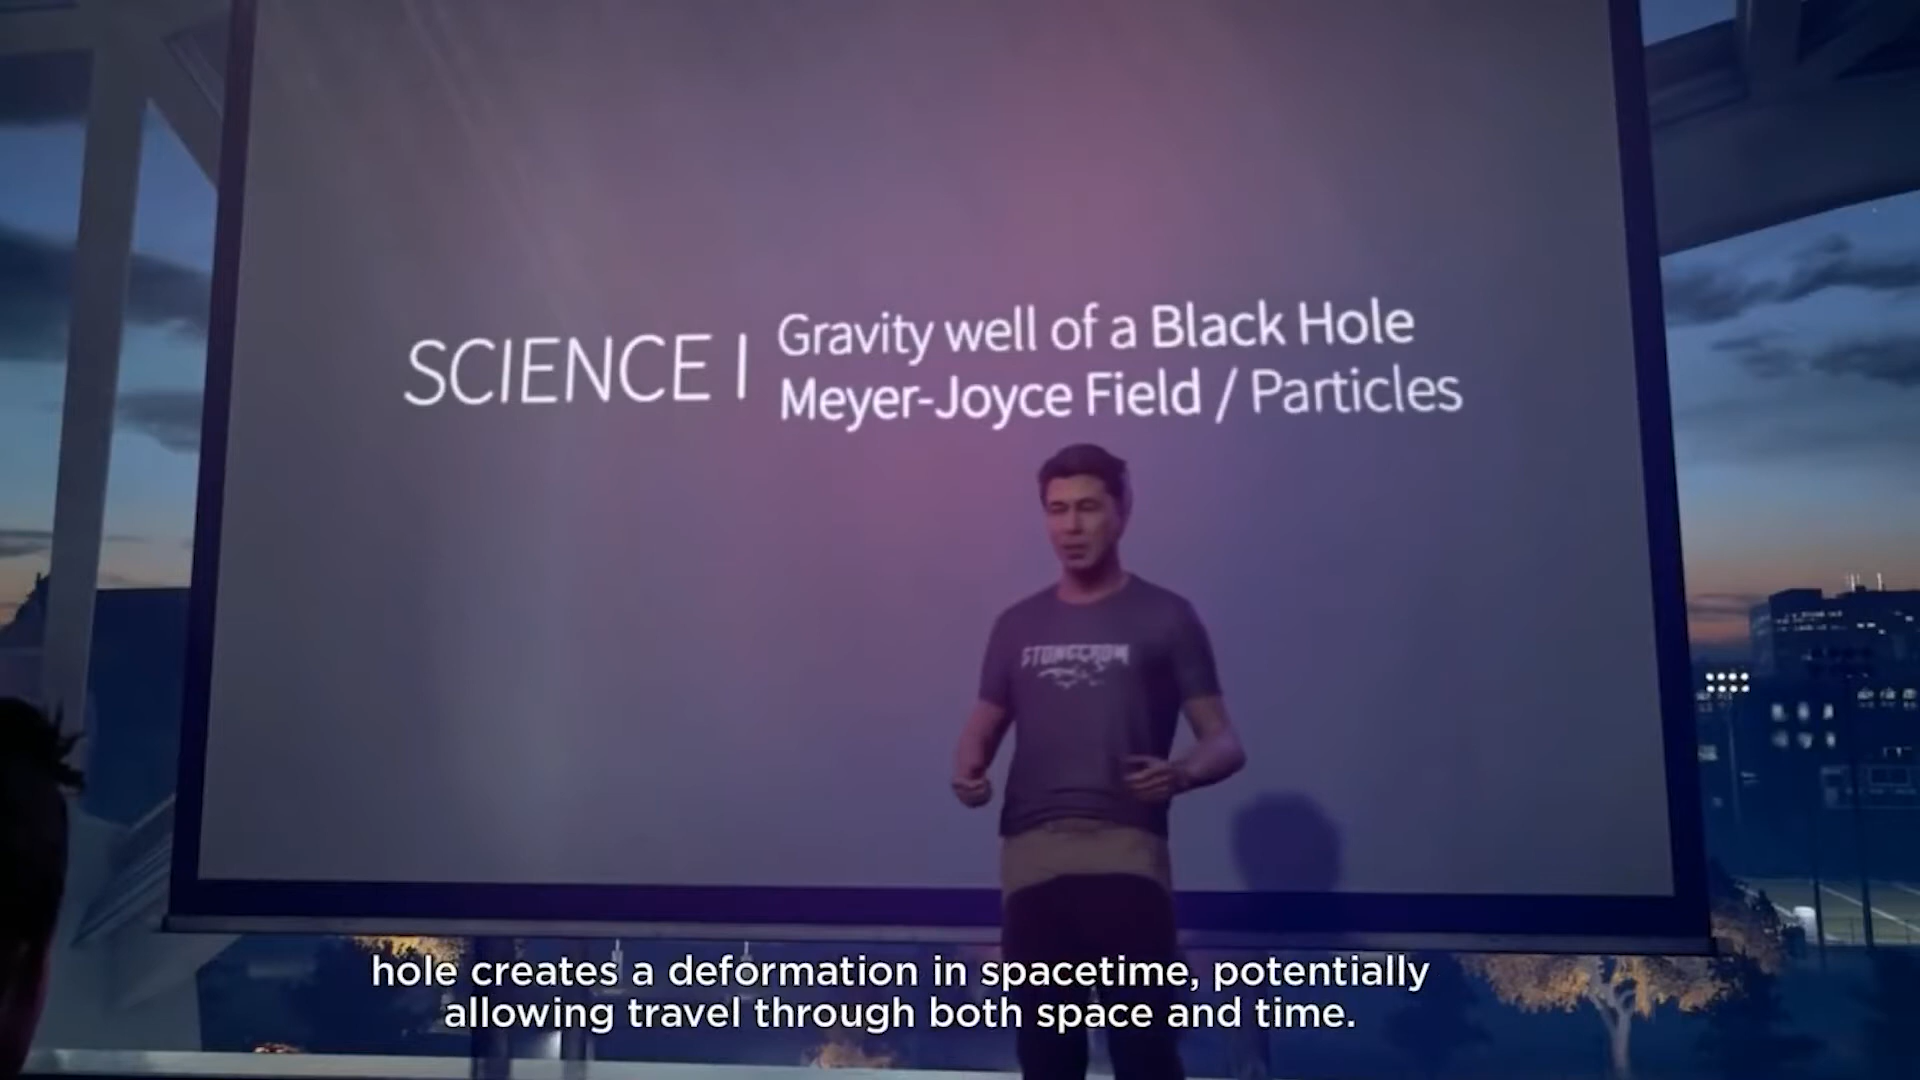 SCIENCE | Gravity well of a Black Hole
Meyer-Joyce Field / Particles
STONECROW
hole creates a deformation in spacetime, potentially
allowing travel through both space and time.